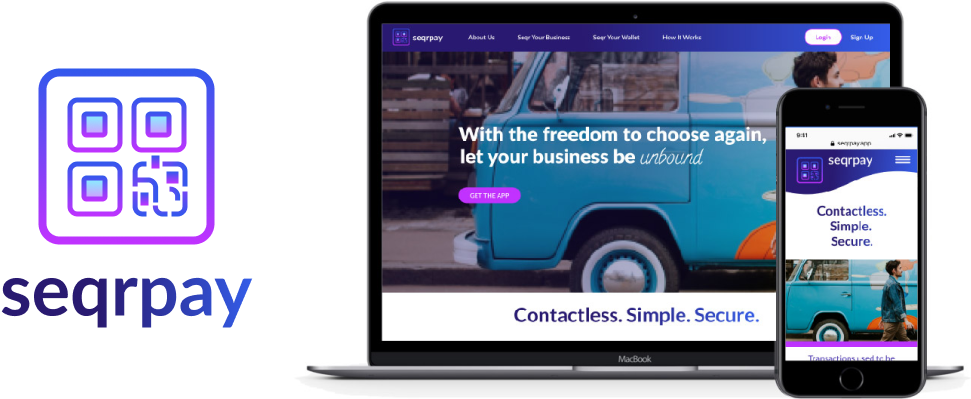 seqrpay
seqrpay
About Us
Seqr Your Business
Seqr Your Wallet
How It Works
Login
Sign Up
With the freedom to choose again,
let your business be unbound
GET THE APP
Contactless. Simple. Secure.
MacBook
9:11
seqrpay.app
seqrpay
Contactless.
Simple.
Secure.
Transactions used to be